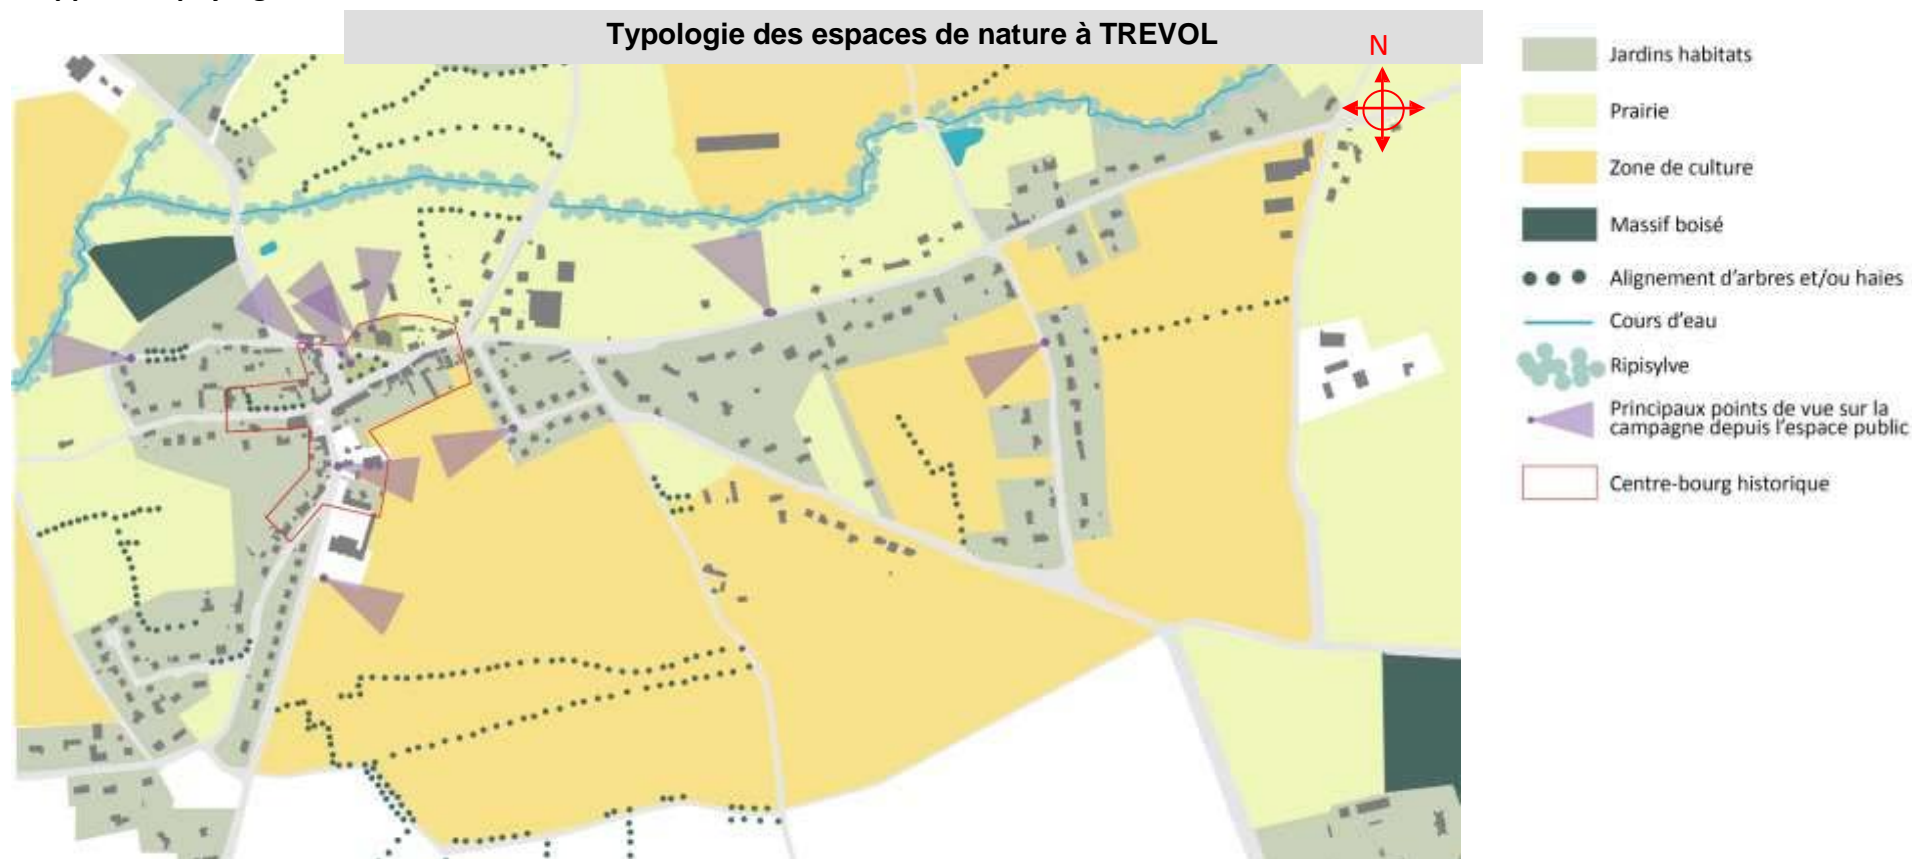 Typologie des espaces de nature à TREVOL
N
Jardins habitats
Prairie
Zone de culture
Massif boisé
Alignement d'arbres et/ou haies
Cours d'eau
Ripisylve
Principaux points de vue sur la
campagne depuis l'espace public
Centre-bourg historique